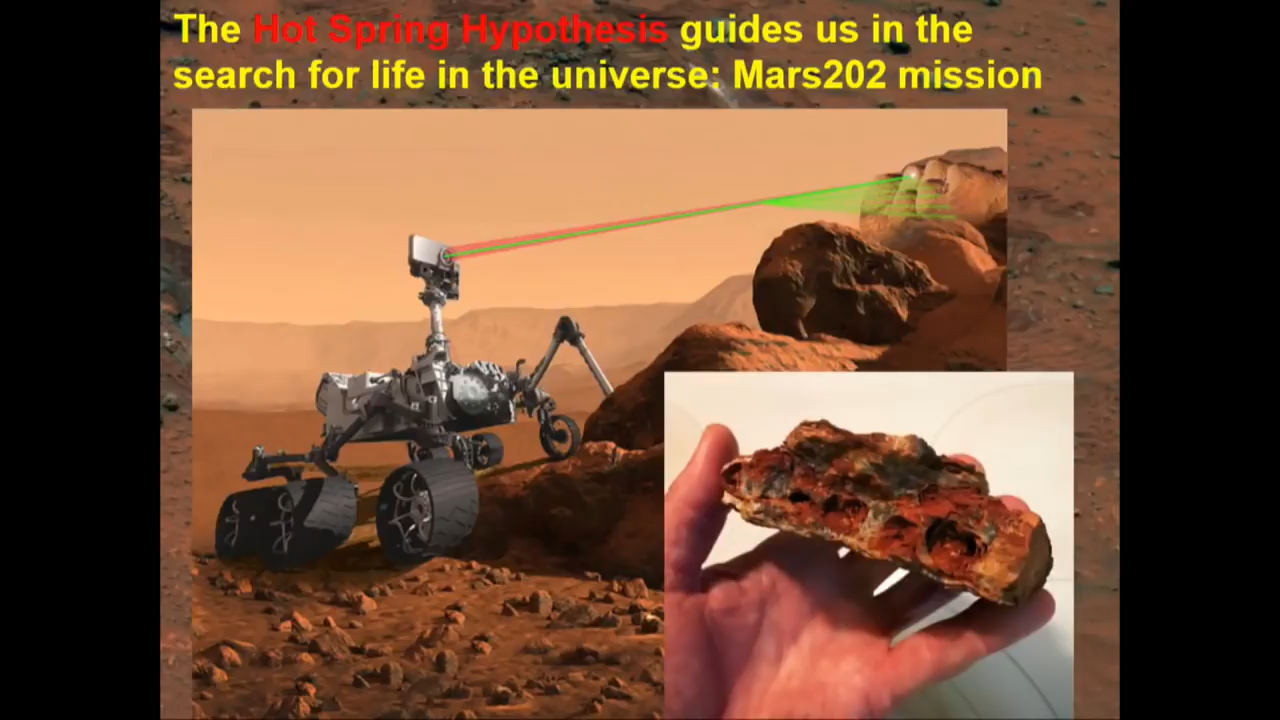 The Hot Spring Hypothesis guides us in the
search for life in the universe: Mars202 mission